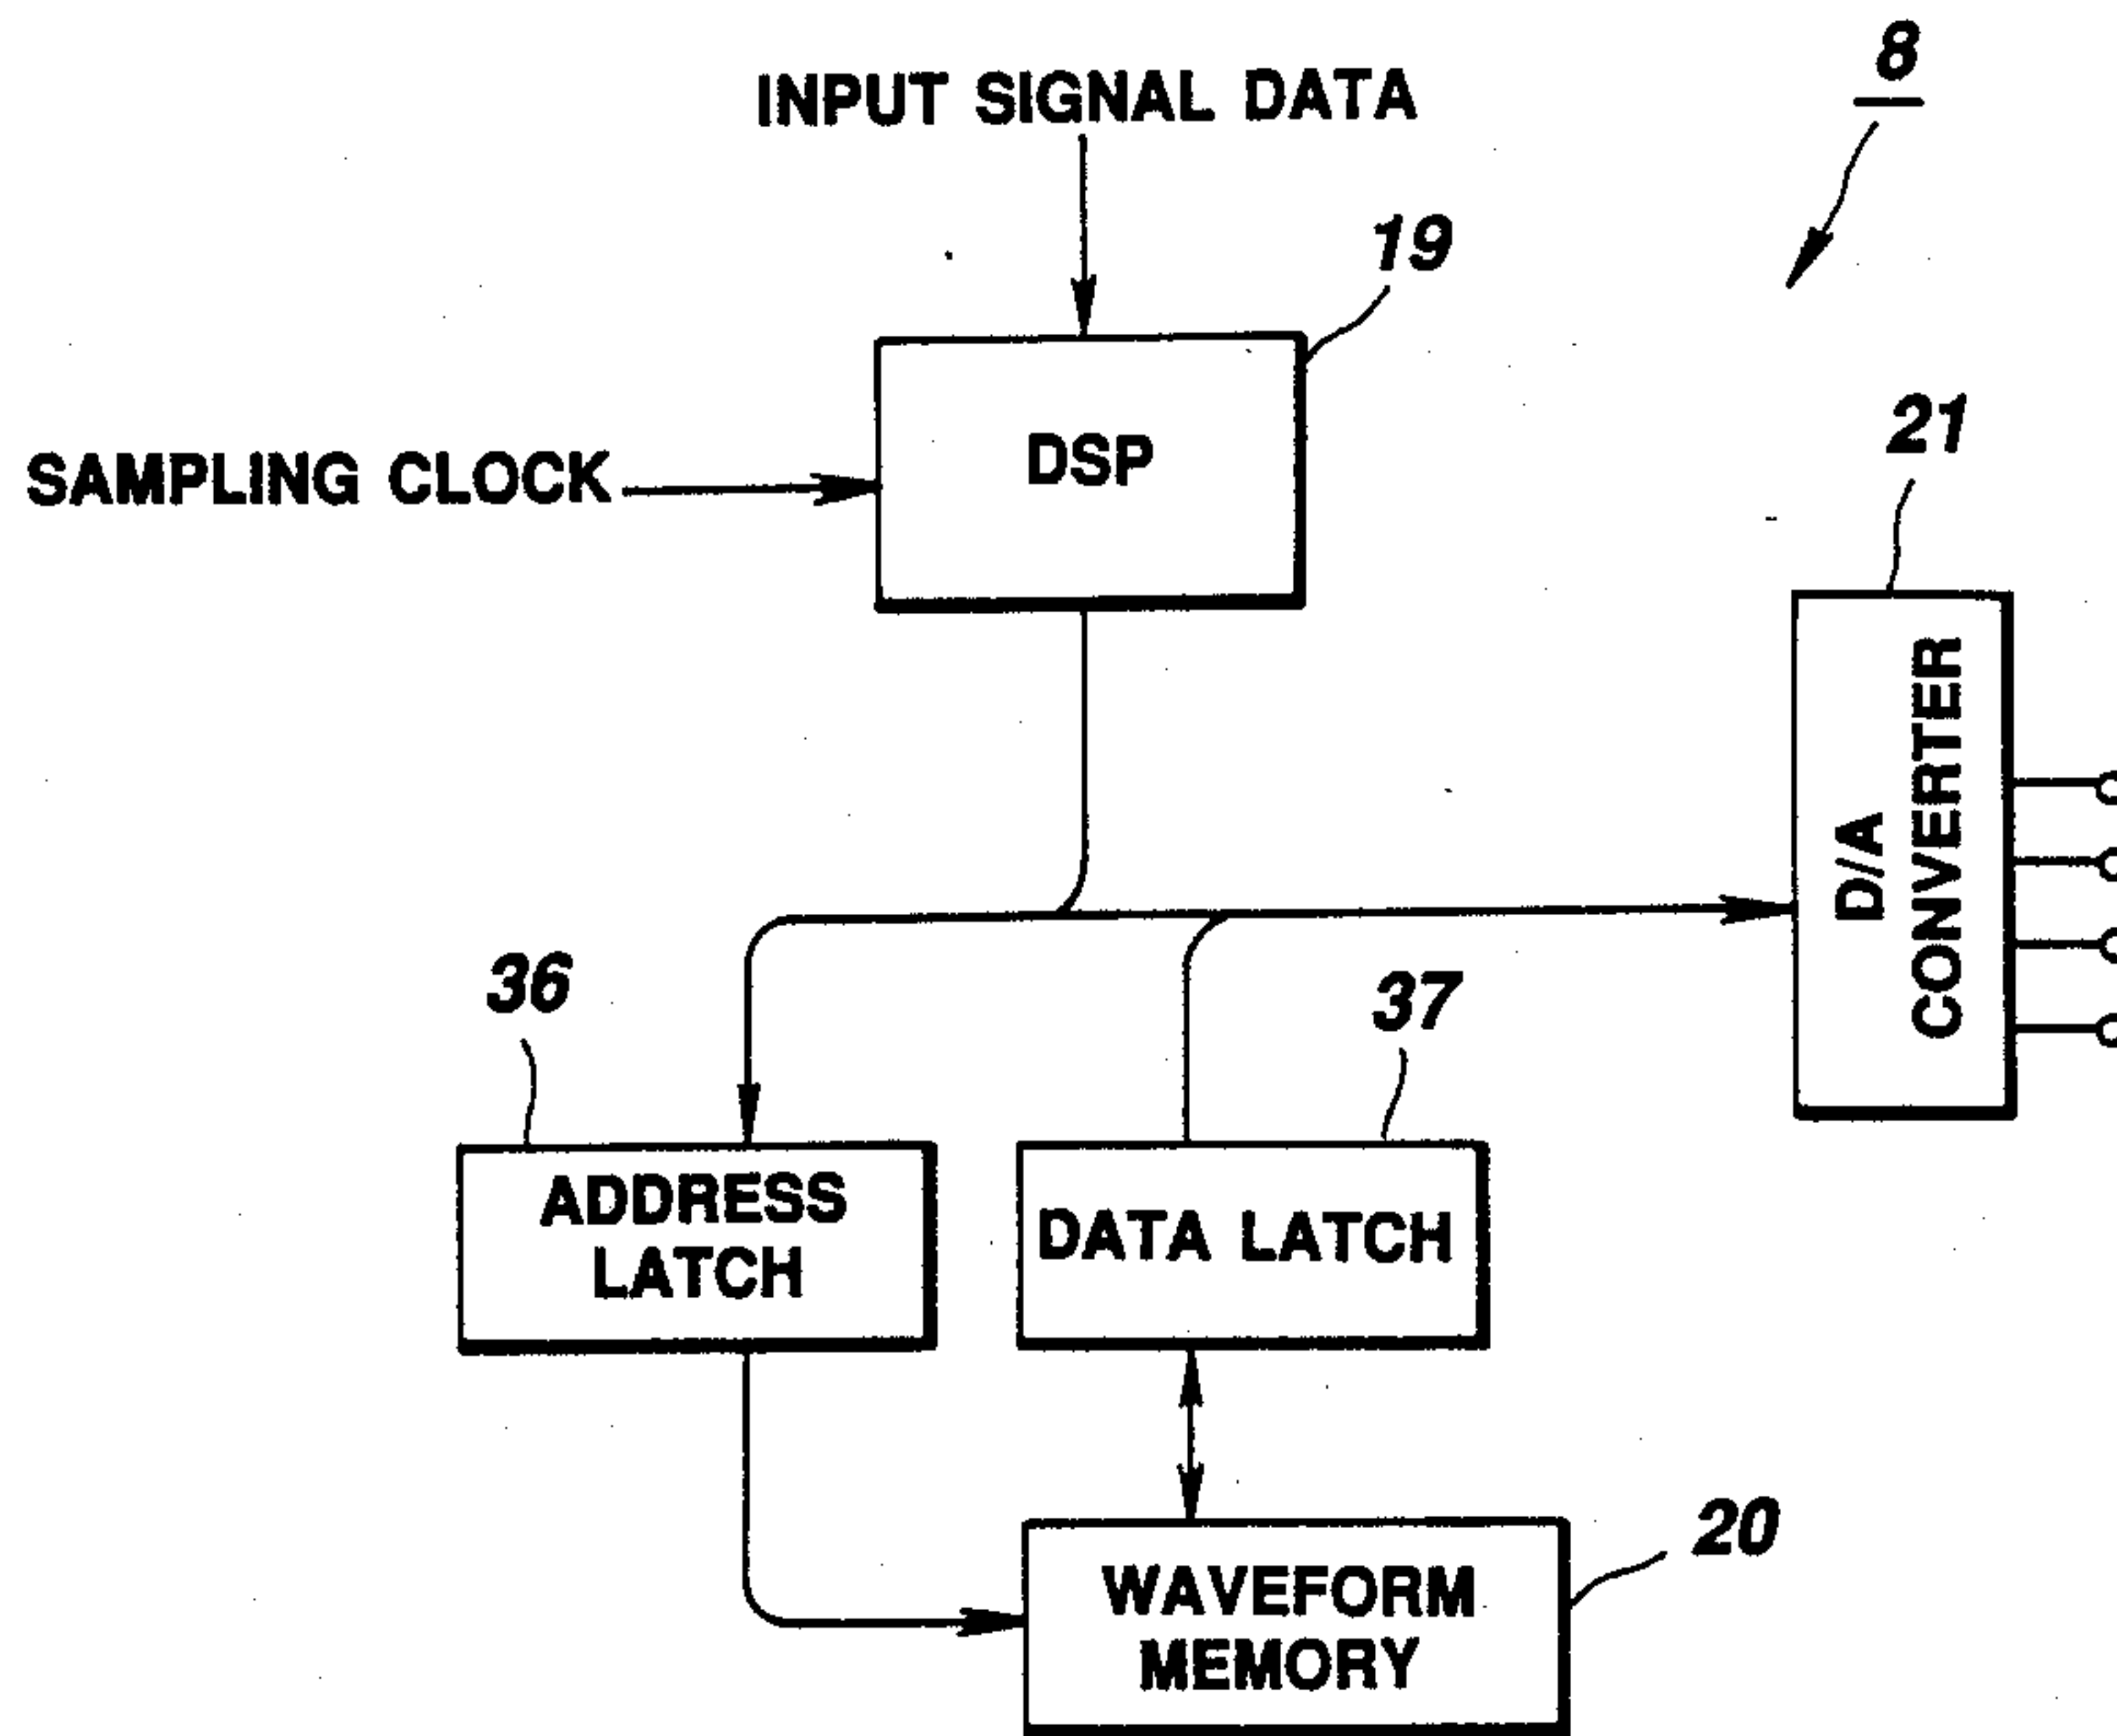 8
INPUT SIGNAL DATA
19
DSP
SAMPLING CLOCK
21
D/A
CONVERTER
36
37
ADDRESS
LATCH
DATA LATCH
20
WAVEFORM
MEMORY